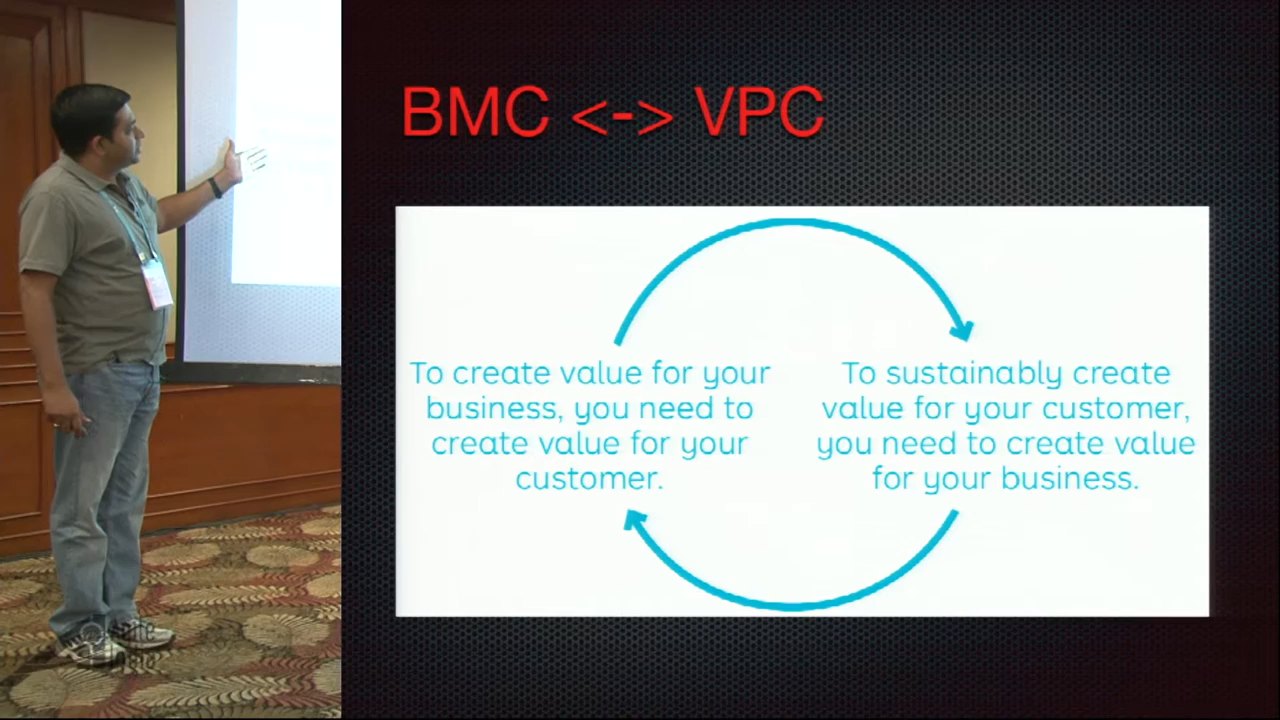 BMC <-> VPC
To create value for your
business, you need to
create value for your
customer.
To sustainably create
value for your customer,
you need to create value
for your business.